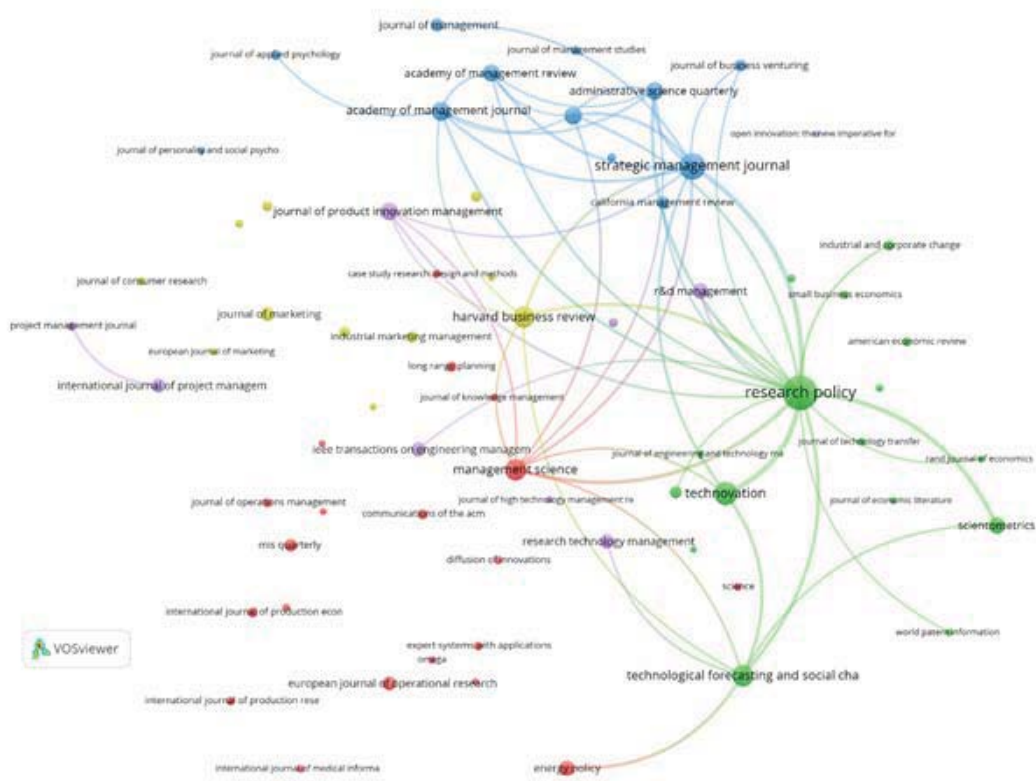 journal of management
journal of management studies
journal of applied psychology
journal of business venturing
academy of management review
administrative science quarterly
academy of management journal
open innovation: the new imperative for
journal of personality and social psycho
strategic management journal
california management review
journal of product innovation management
industrial and corporate change
case study research: design and methods
journal of consumer research
r&d management
small business economics
journal of marketing
harvard business review
project management journal
industrial marketing management
american economic review
european journal of marketing
long range planning
international journal of project managem
research policy
journal of knowledge management
journal of technology transfer
ieee transactions on engineering managem
journal of engineering and technology ma
rand journal of economics
management science
technovation
journal of operations management
journal of high technology management re
journal of economic literature
communications of the acm
scientometrics
mis quarterly
research technology management
diffusion of innovations
science
international journal of production econ
world patent information
VOSviewer
expert systems with applications
omega
technological forecasting and social cha
european journal of operational research
international journal of production rese
international journal of medical informa
energy policy